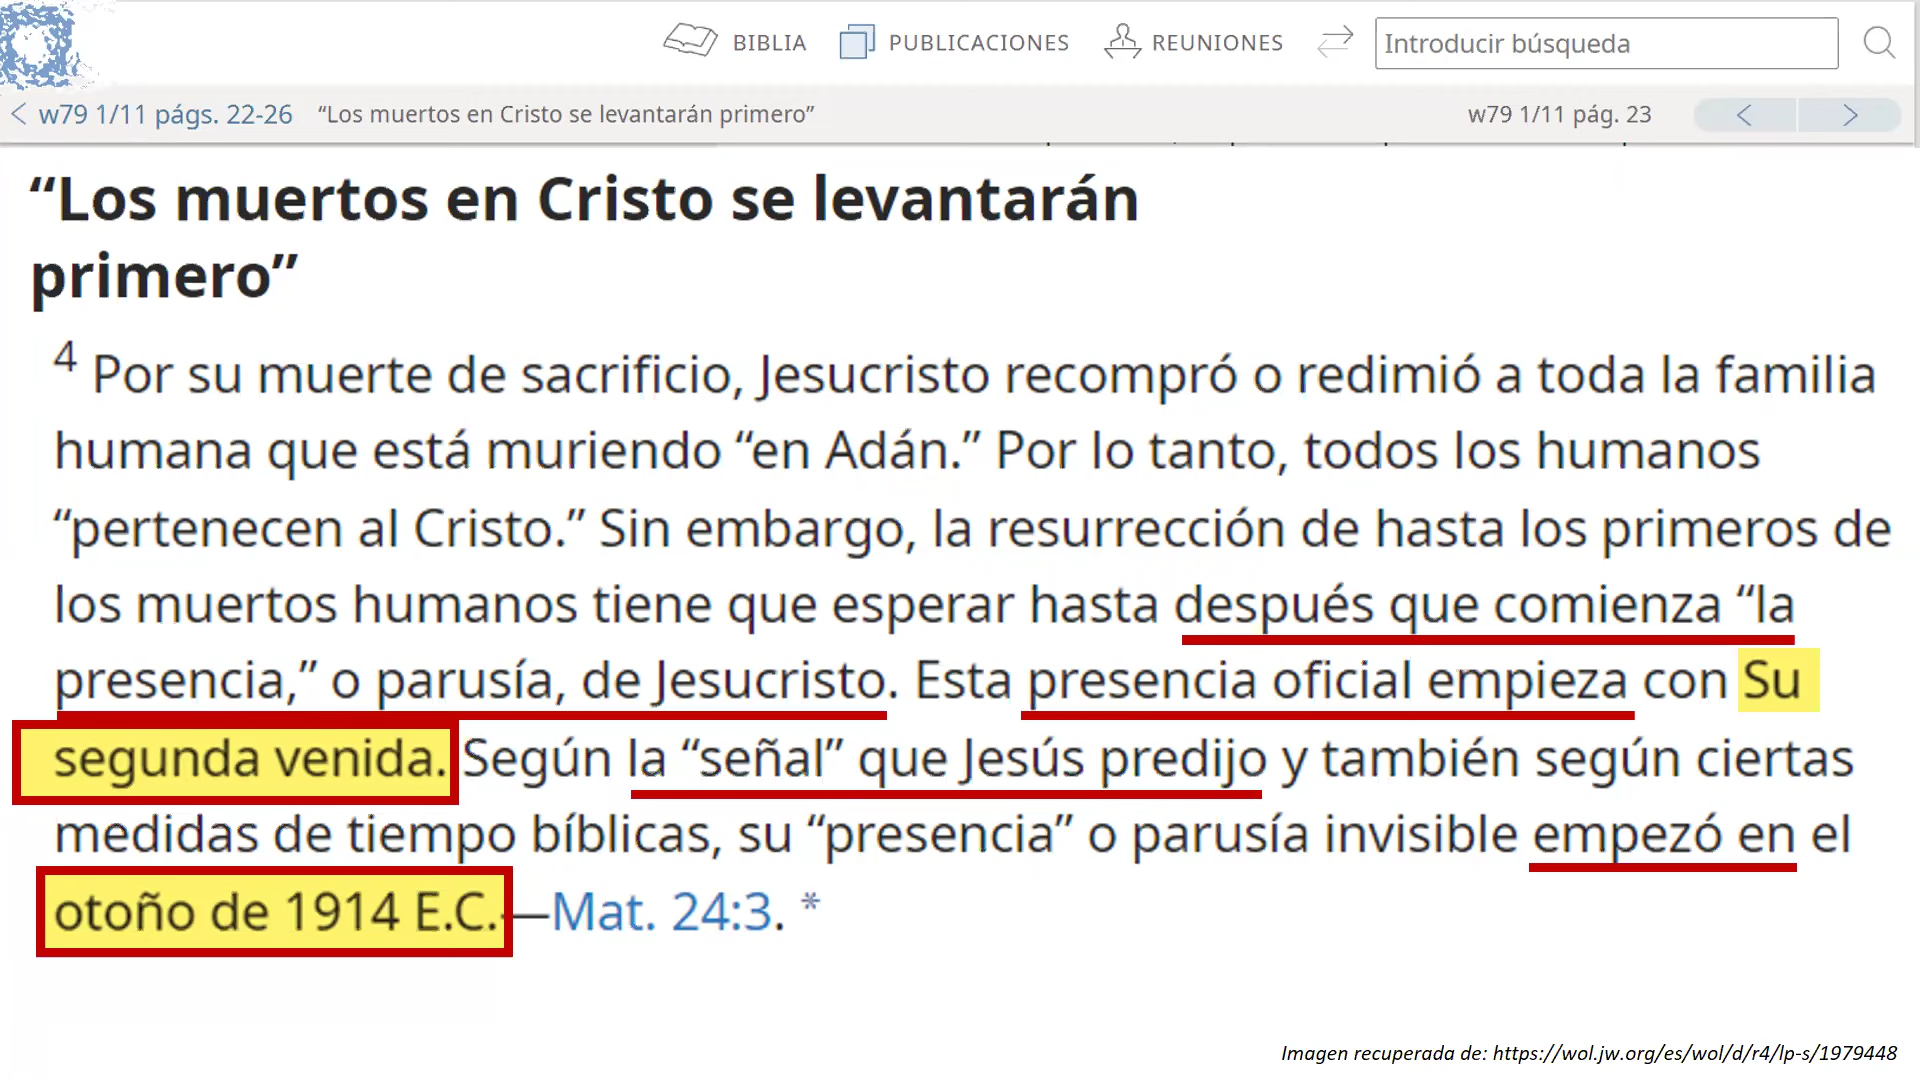 BIBLIA PUBLICACIONES REUNIONES Introducir búsqueda
w79 1/11 págs. 22-26 “Los muertos en Cristo se levantarán primero” w79 1/11 pág. 23
“Los muertos en Cristo se levantarán
primero”
4 Por su muerte de sacrificio, Jesucristo recompró o redimió a toda la familia
humana que está muriendo “en Adán.” Por lo tanto, todos los humanos
“pertenecen al Cristo.” Sin embargo, la resurrección de hasta los primeros de
los muertos humanos tiene que esperar hasta después que comienza “la
presencia,” o parusía, de Jesucristo. Esta presencia oficial empieza con Su
segunda venida. Según la “señal” que Jesús predijo y también según ciertas
medidas de tiempo bíblicas, su “presencia” o parusía invisible empezó en el
otoño de 1914 E.C.—Mat. 24:3. *
Imagen recuperada de: https://wol.jw.org/es/wol/d/r4/lp-s/1979448